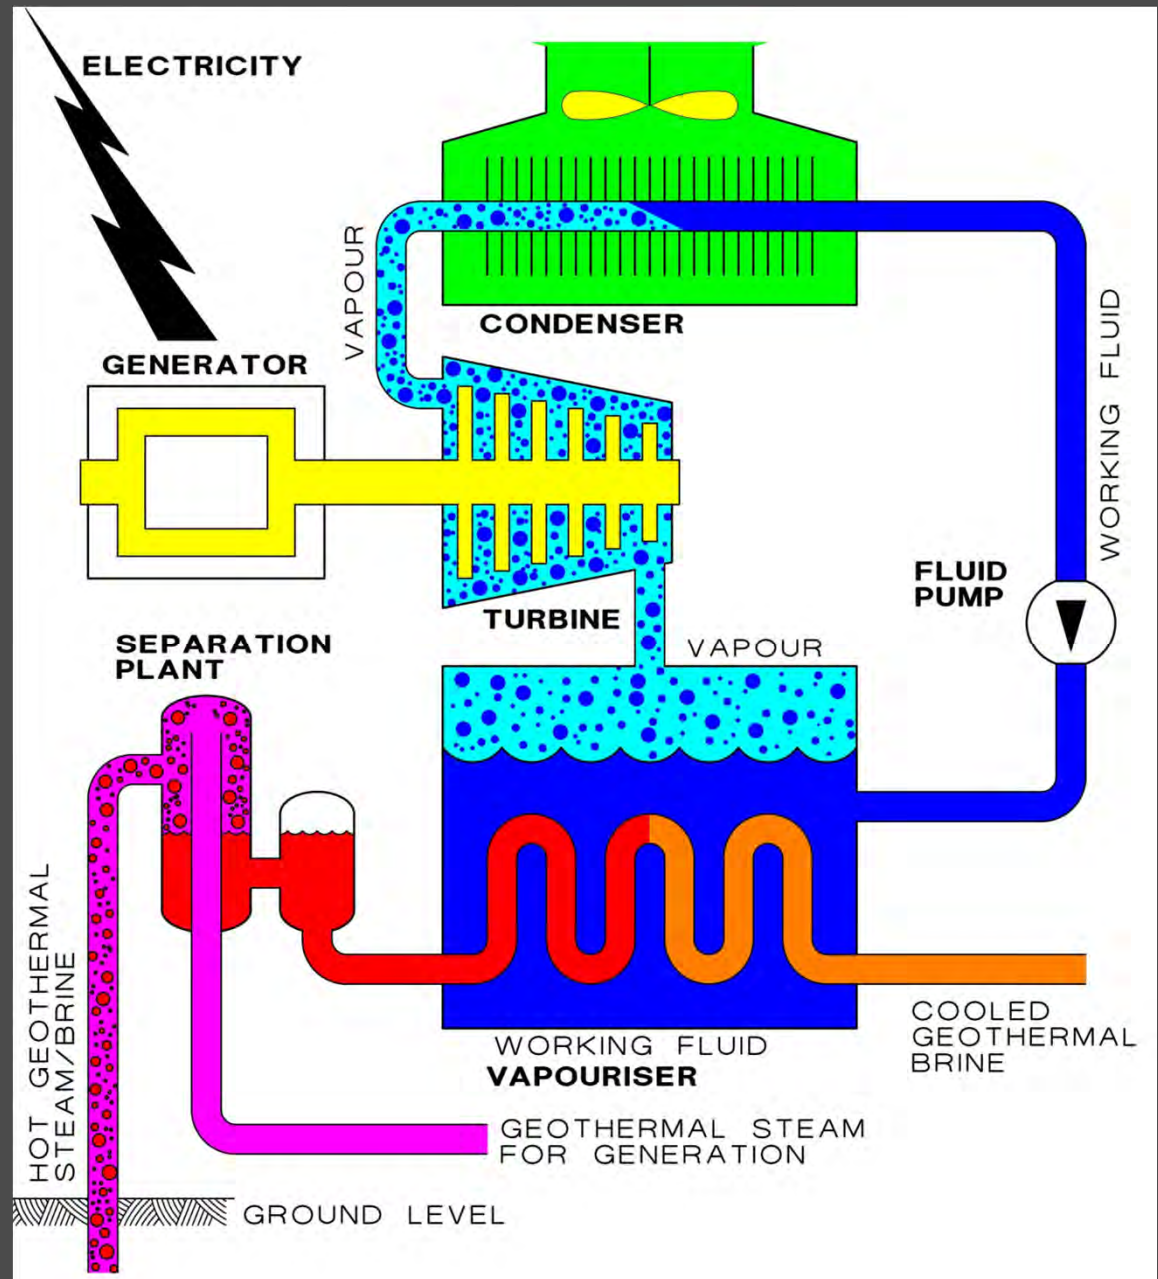 ELECTRICITY
VAPOUR
CONDENSER
GENERATOR
WORKING FLUID
FLUID
PUMP
TURBINE
SEPARATION
PLANT
VAPOUR
HOT GEOTHERMAL
STEAM/BRINE
COOLED
GEOTHERMAL
BRINE
WORKING FLUID
VAPOURISER
GEOTHERMAL STEAM
FOR GENERATION
GROUND LEVEL